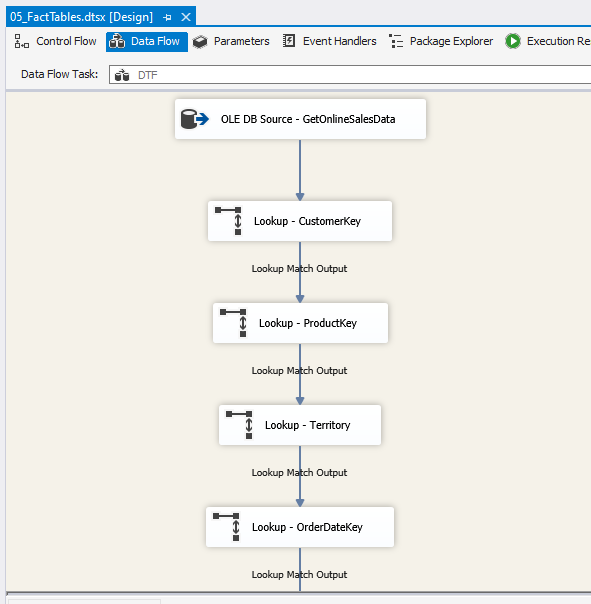 05_FactTables.dtsx [Design]
Control Flow
Data Flow
Parameters
Event Handlers
Package Explorer
Execution Re
Data Flow Task:
DTF
OLE DB Source - GetOnlineSalesData
Lookup - CustomerKey
Lookup Match Output
Lookup - ProductKey
Lookup Match Output
Lookup - Territory
Lookup Match Output
Lookup - OrderDateKey
Lookup Match Output